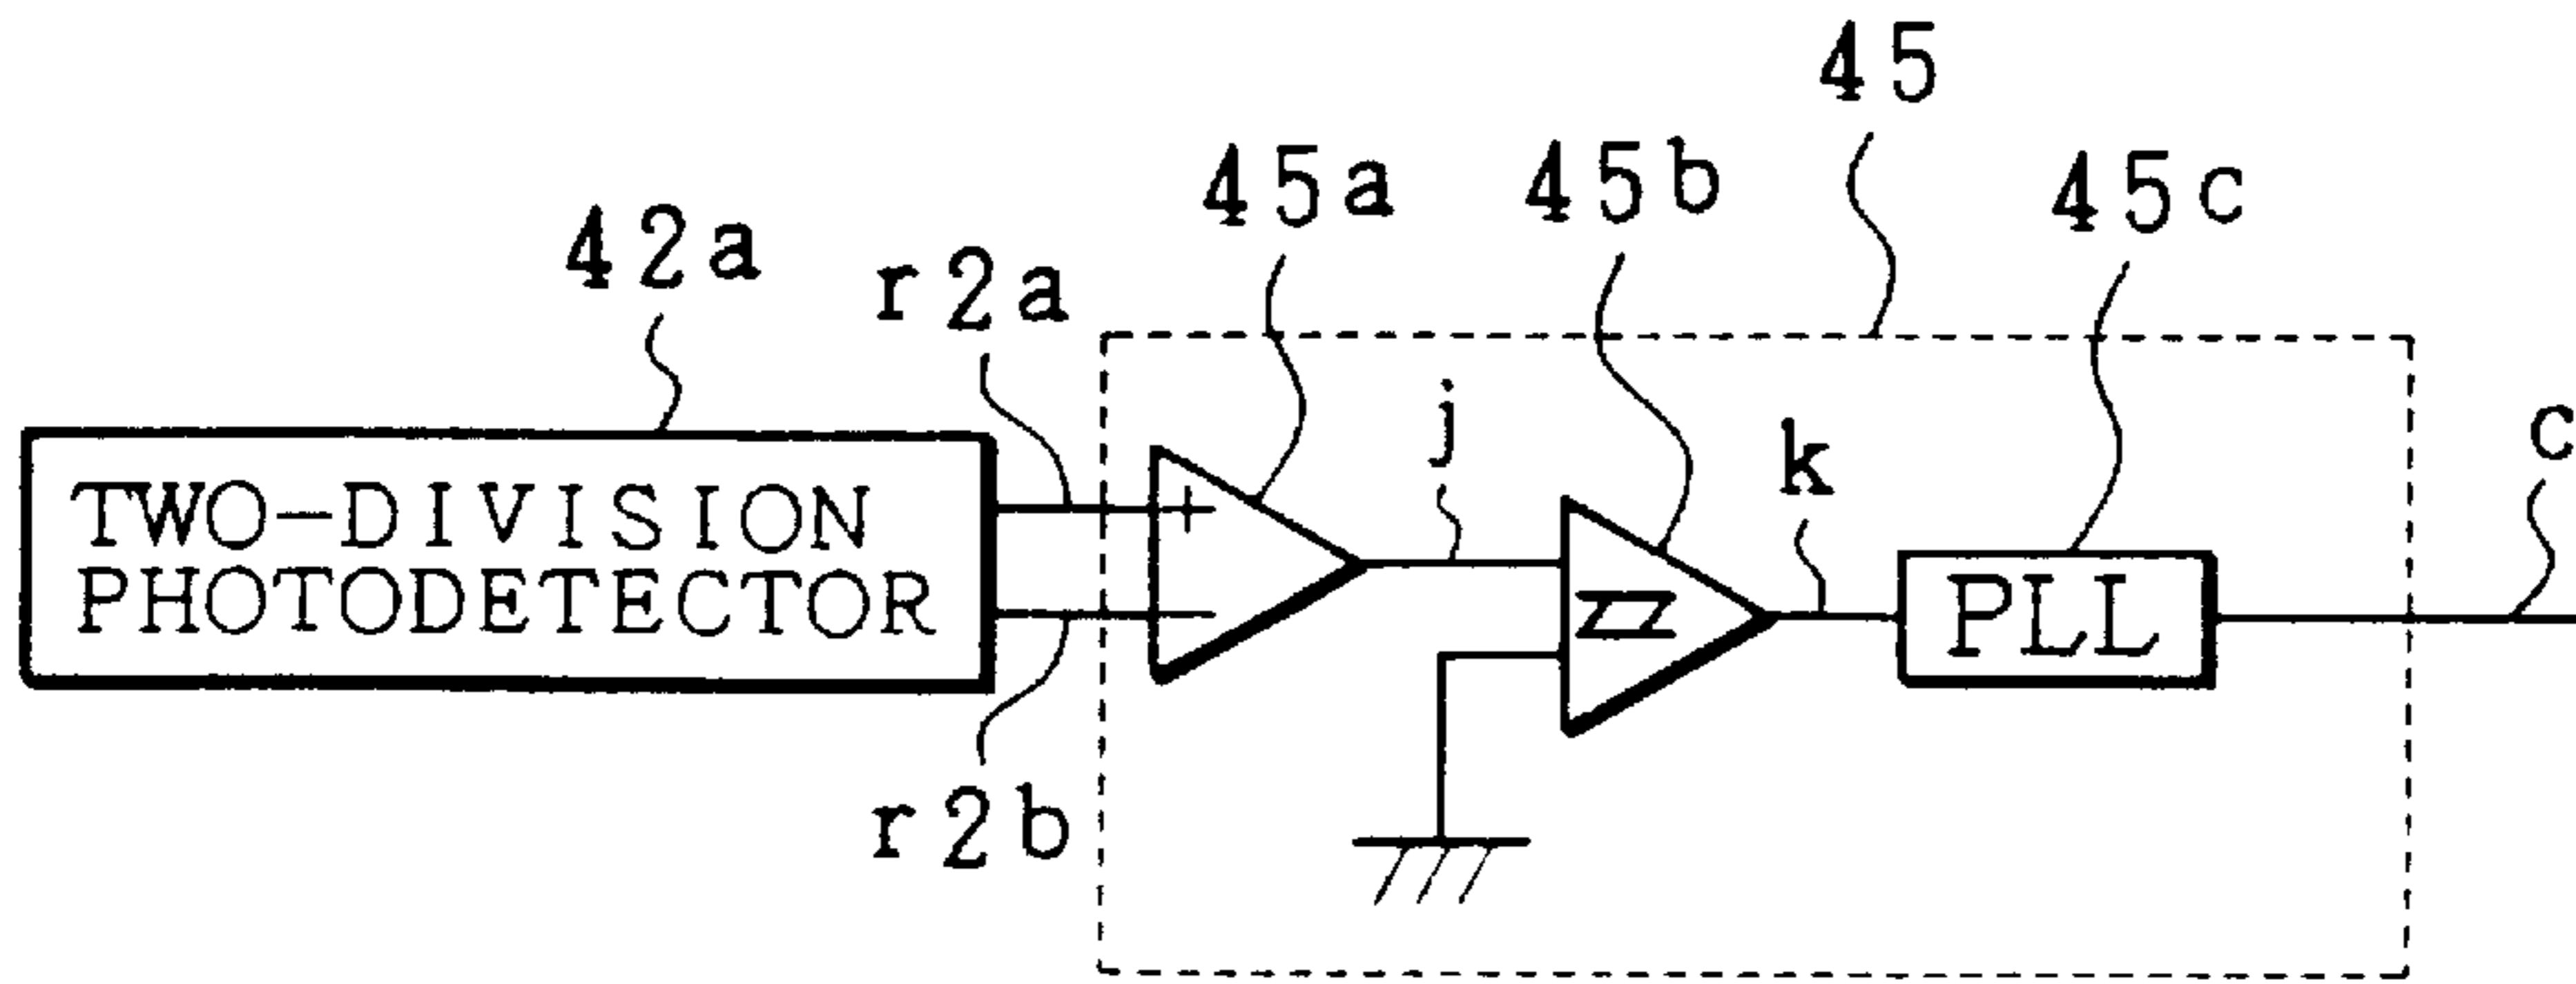 45
45a
45b
45c
42a
r2a
j
k
c
TWO-DIVISION
PHOTODETECTOR
+
−
PLL
r2b